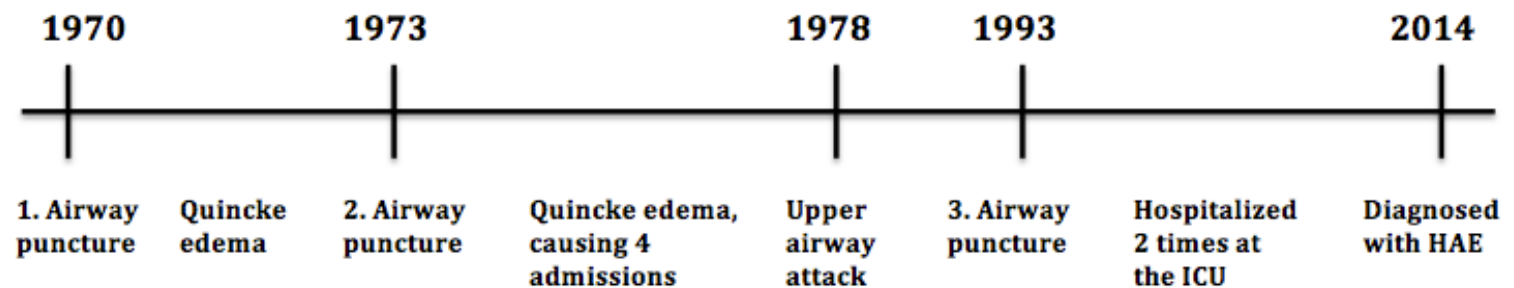 1970
1973
1978
1993
2014
1. Airway
puncture
Quincke
edema
2. Airway
puncture
Quincke edema,
causing 4
admissions
Upper
airway
attack
3. Airway
puncture
Hospitalized
2 times at
the ICU
Diagnosed
with HAE